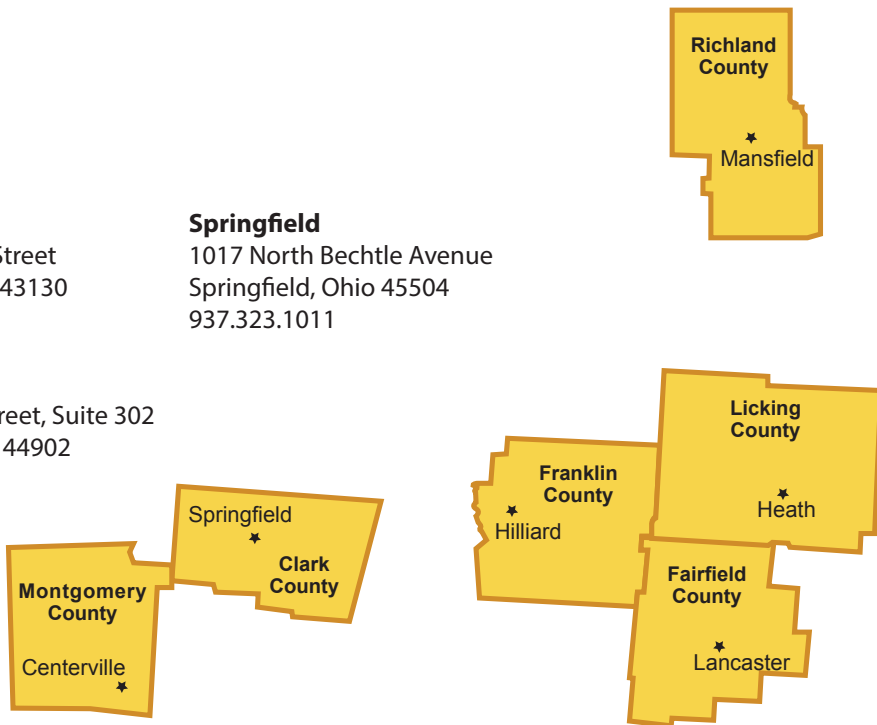 Street
43130
reet, Suite 302
44902
Springfield
1017 North Bechtle Avenue
Springfield, Ohio 45504
937.323.1011
Richland
County
Mansfield
Licking
County
Heath
Franklin
County
Hilliard
Fairfield
County
Lancaster
Springfield
Clark
County
Montgomery
County
Centerville